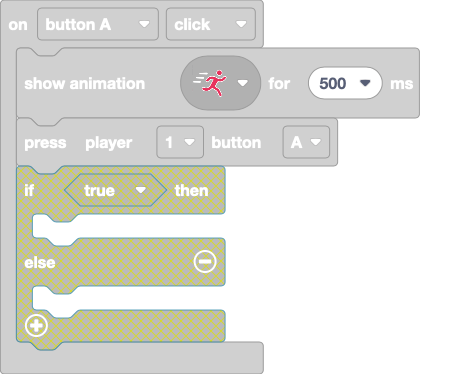 on button A click
show animation for 500 ms
press player 1 button A
if true then
else